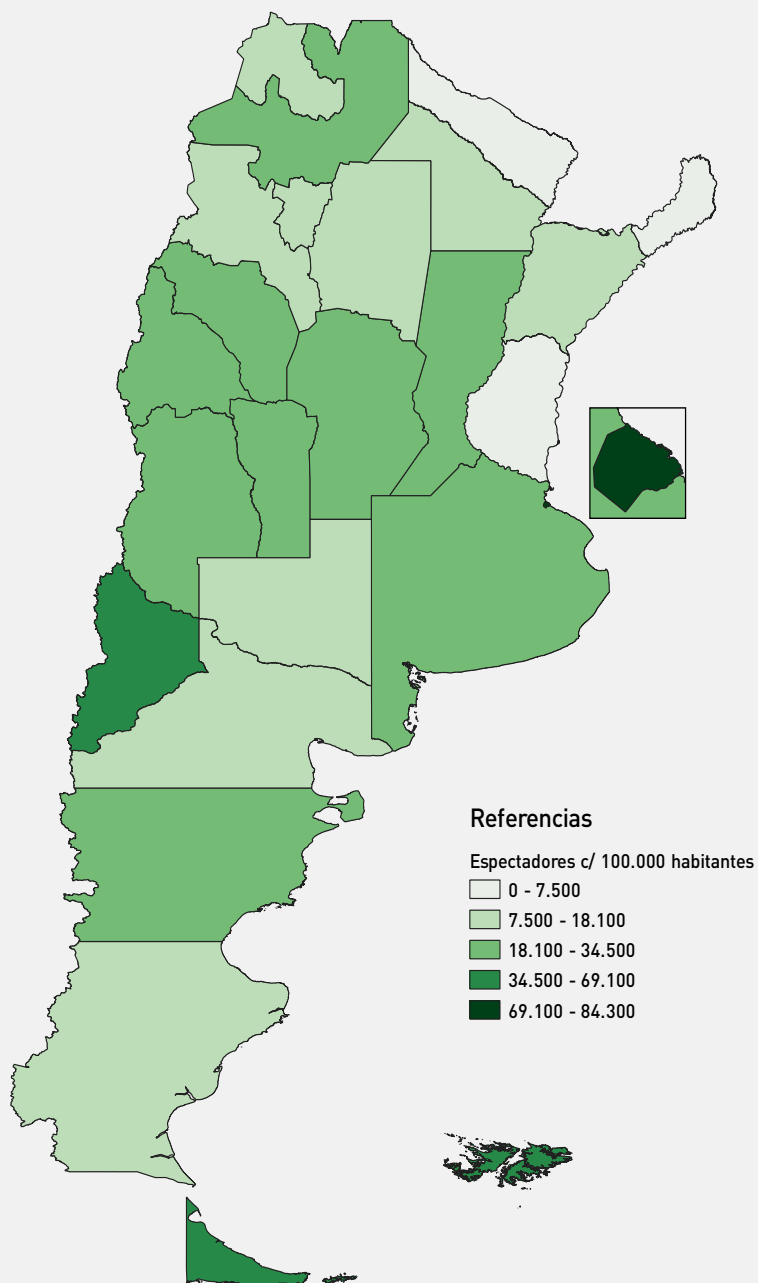 Referencias
Espectadores c/ 100.000 habitantes
0 - 7.500
7.500 - 18.100
18.100 - 34.500
34.500 - 69.100
69.100 - 84.300